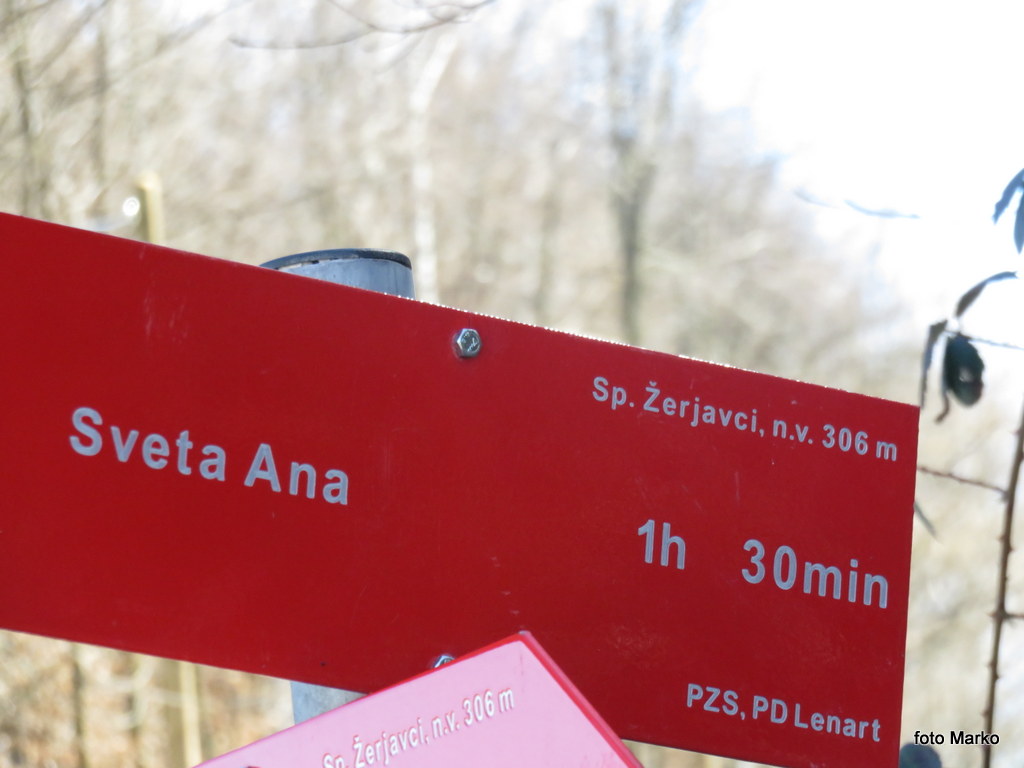 Sp. Žerjavci, n.v. 306 m
Sveta Ana
1h 30min
PZS, PD Lenart
Sp. Žerjavci, n.v. 306 m
foto Marko